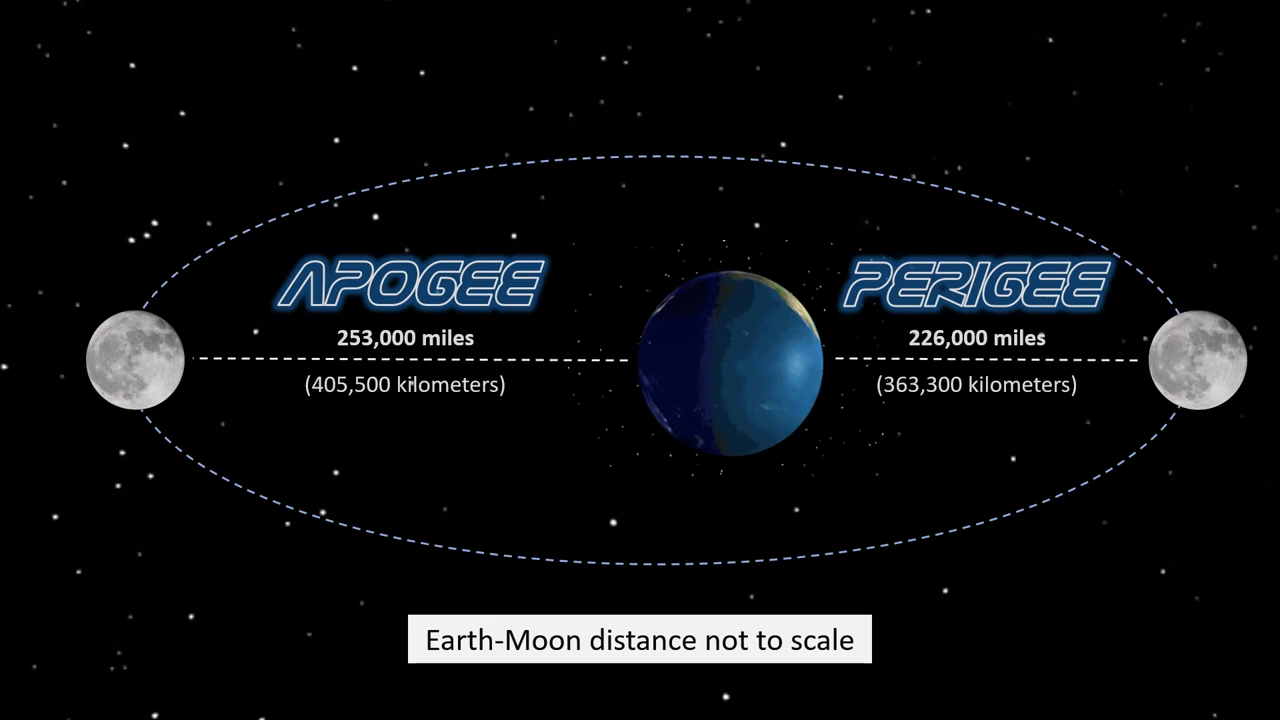 APOGEE
253,000 miles
(405,500 kilometers)
PERIGEE
226,000 miles
(363,300 kilometers)
Earth-Moon distance not to scale